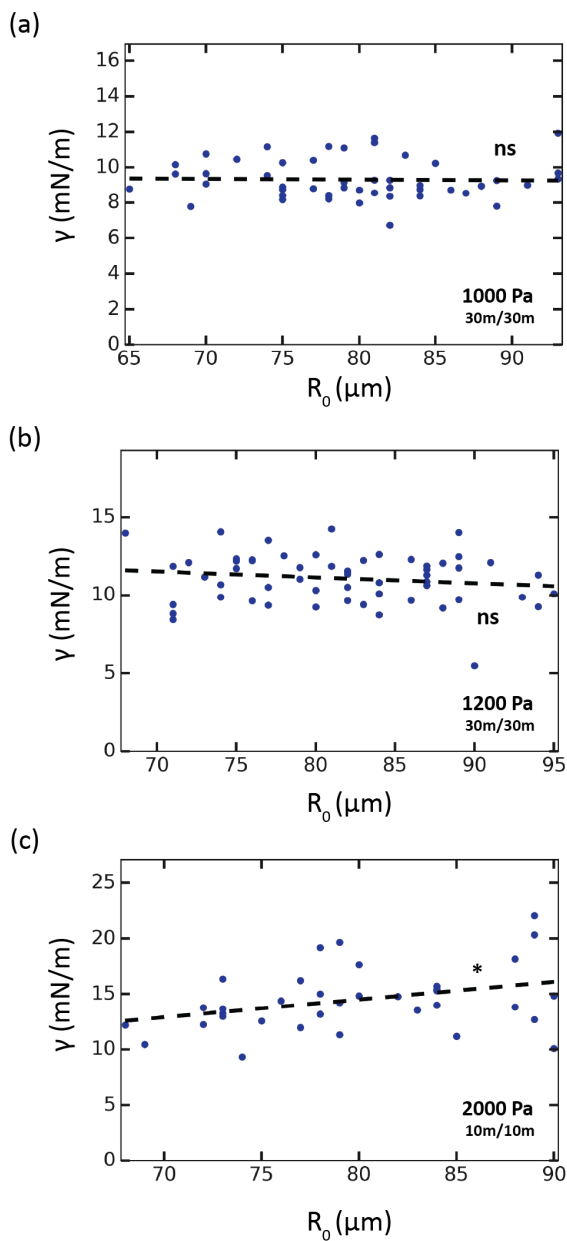 (a)
16
14
12
10
8
6
4
2
0
γ (mN/m)
ns
1000 Pa
30m/30m
65 70 75 80 85 90
R0 (μm)
(b)
15
10
5
0
γ (mN/m)
ns
1200 Pa
30m/30m
70 75 80 85 90 95
R0 (μm)
(c)
25
20
15
10
5
0
γ (mN/m)
*
2000 Pa
10m/10m
70 75 80 85 90
R0 (μm)